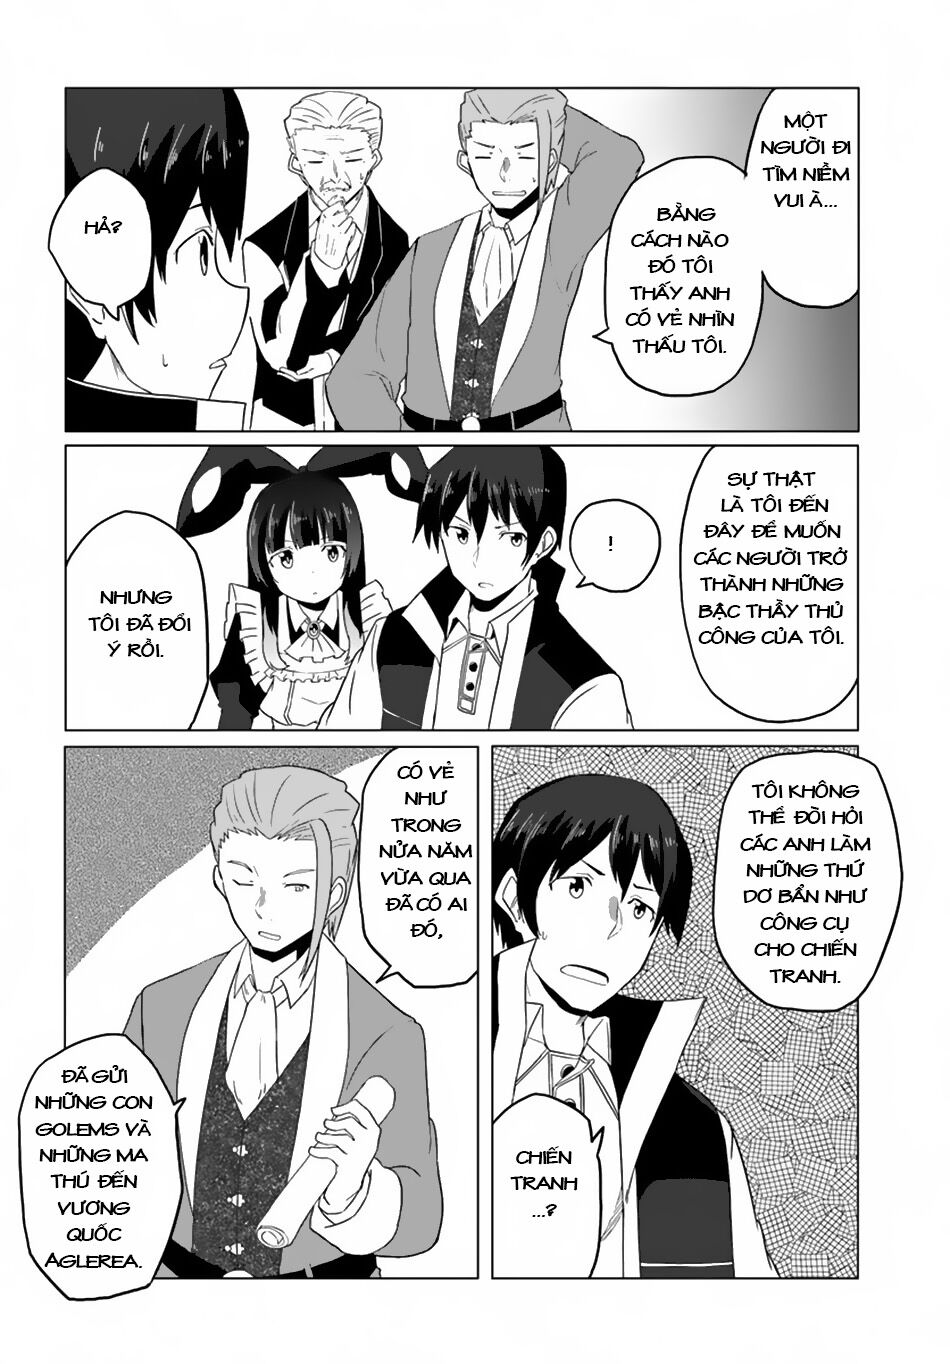 MỘT
NGƯỜI ĐI
TÌM NIỀM
VUI À...
BẰNG
CÁCH NÀO
ĐÓ TÔI
THẤY ANH
CÓ VẺ NHÌN
THẤU TÔI.
HẢ?
SỰ THẬT
LÀ TÔI ĐẾN
ĐÂY ĐỂ MUỐN
CÁC NGƯỜI TRỞ
THÀNH NHỮNG
BẬC THẦY THỦ
CÔNG CỦA TÔI.
!
NHƯNG
TÔI ĐÃ ĐỔI
Ý RỒI.
TÔI KHÔNG
THỂ ĐÒI HỎI
CÁC ANH LÀM
NHỮNG THỨ
DƠ BẨN NHƯ
CÔNG CỤ
CHO CHIẾN
TRANH.
CHIẾN
TRANH
...?
CÓ VẺ
NHƯ
TRONG
NỬA NĂM
VỪA QUA
ĐÃ CÓ AI
ĐÓ,
ĐÃ GỬI
NHỮNG CON
GOLEMS VÀ
NHỮNG MA
THÚ ĐẾN
VƯƠNG
QUỐC
AGLEREA.